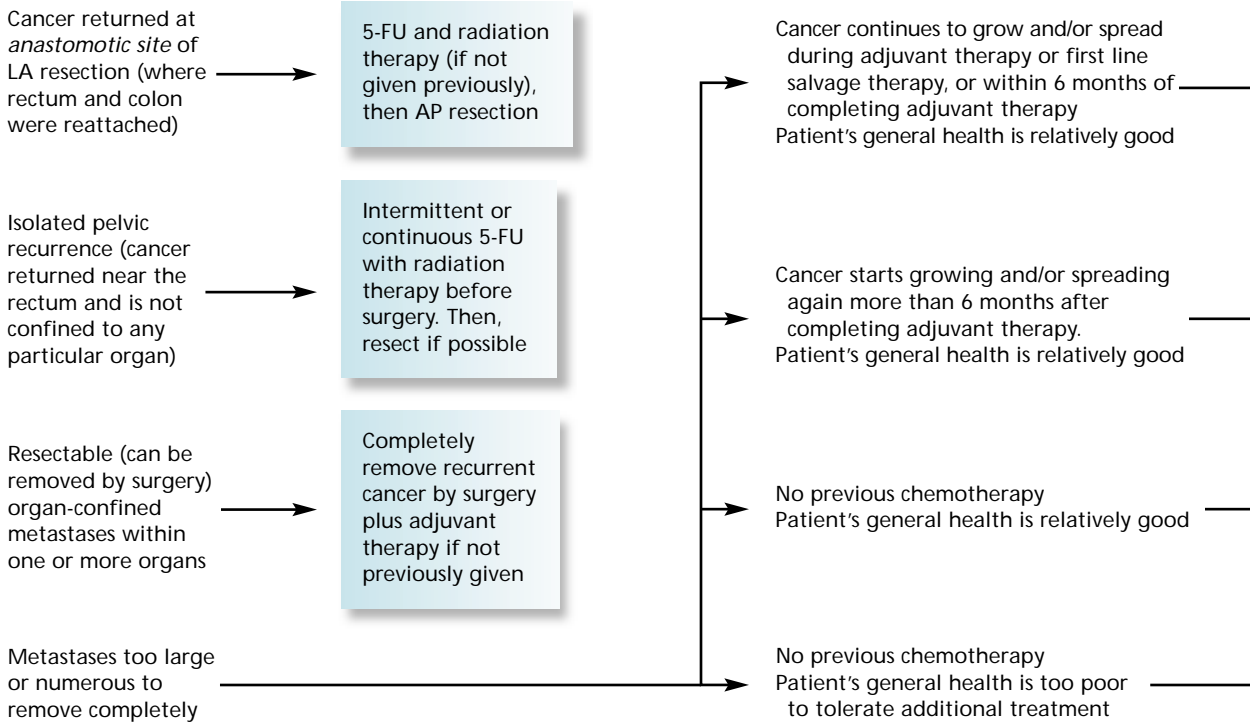 Cancer returned at
anastomotic site of
LA resection (where
rectum and colon
were reattached)
5-FU and radiation
therapy (if not
given previously),
then AP resection
Isolated pelvic
recurrence (cancer
returned near the
rectum and is not
confined to any
particular organ)
Intermittent or
continuous 5-FU
with radiation
therapy before
surgery. Then,
resect if possible
Resectable (can be
removed by surgery)
organ-confined
metastases within
one or more organs
Completely
remove recurrent
cancer by surgery
plus adjuvant
therapy if not
previously given
Metastases too large
or numerous to
remove completely
Cancer continues to grow and/or spread
during adjuvant therapy or first line
salvage therapy, or within 6 months of
completing adjuvant therapy
Patient's general health is relatively good
Cancer starts growing and/or spreading
again more than 6 months after
completing adjuvant therapy.
Patient's general health is relatively good
No previous chemotherapy
Patient's general health is relatively good
No previous chemotherapy
Patient's general health is too poor
to tolerate additional treatment